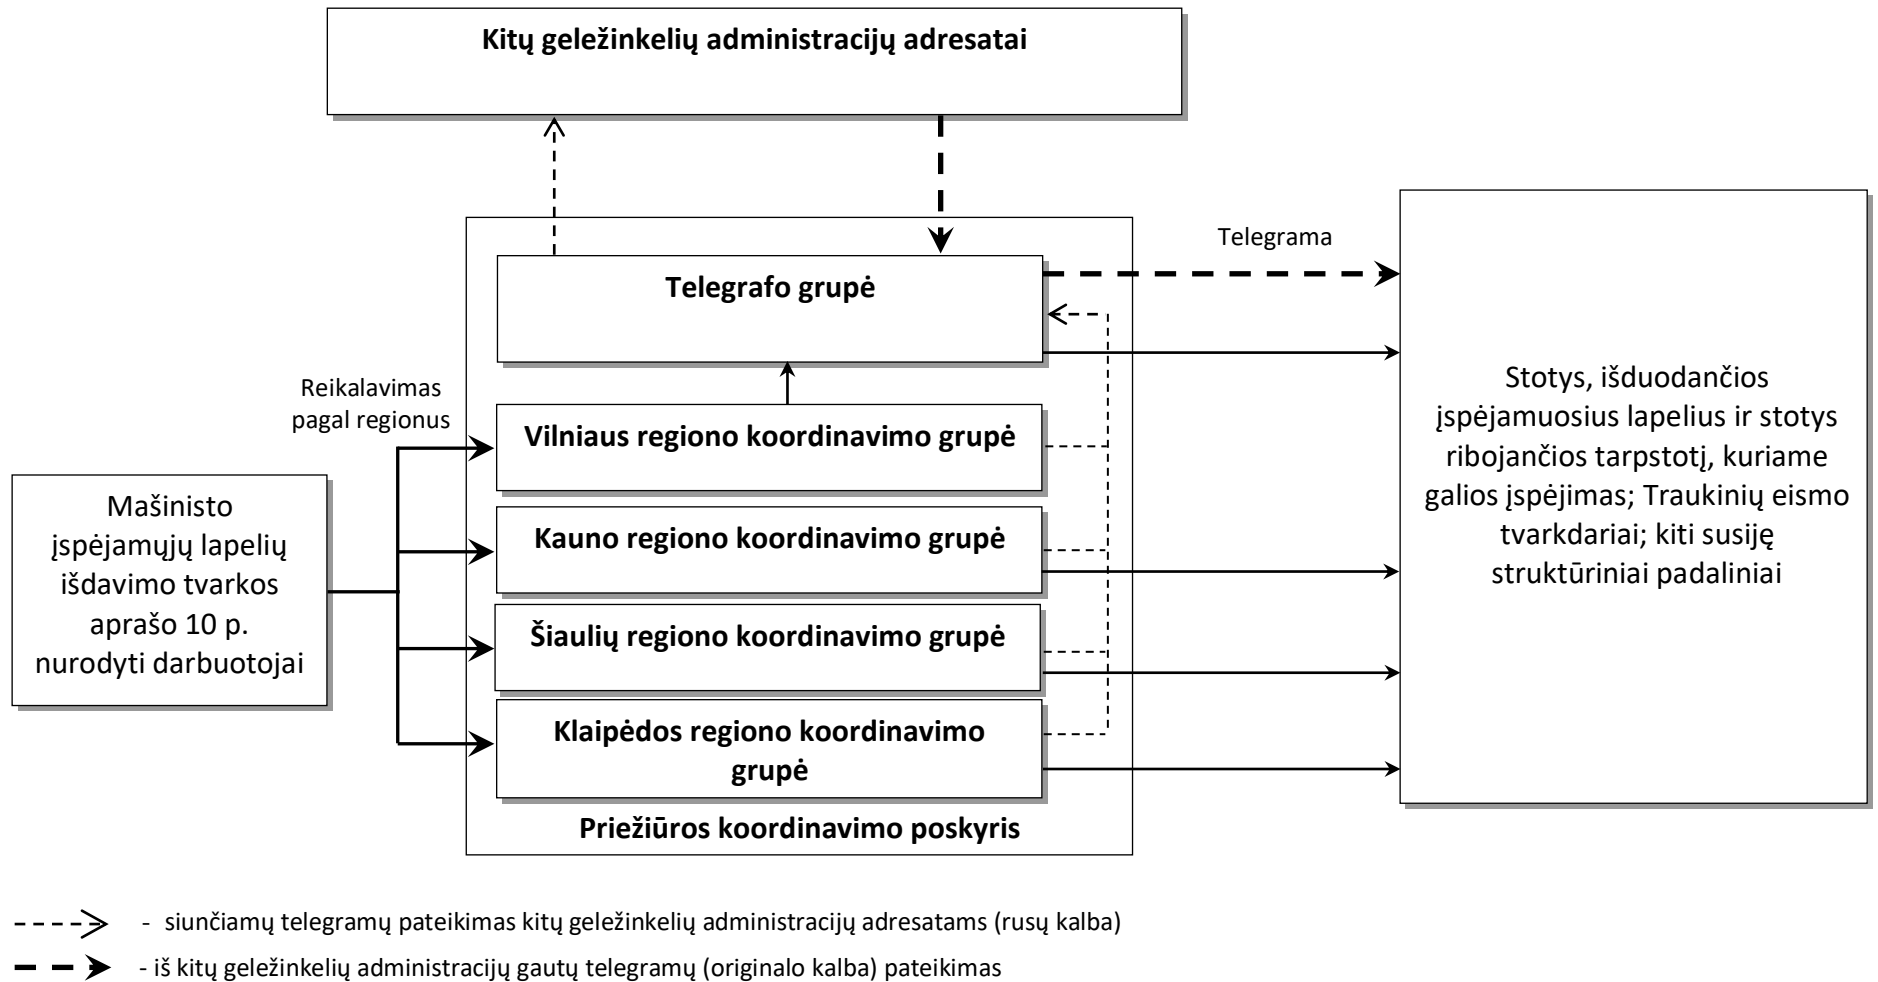 Kitų geležinkelių administracijų adresatai
Telegrama
Telegrafo grupė
Reikalavimas
pagal regionus
Vilniaus regiono koordinavimo grupė
Kauno regiono koordinavimo grupė
Šiaulių regiono koordinavimo grupė
Klaipėdos regiono koordinavimo
grupė
Priežiūros koordinavimo poskyris
Mašinisto
įspėjamųjų lapelių
išdavimo tvarkos
aprašo 10 p.
nurodyti darbuotojai
Stotys, išduodančios
įspėjamuosius lapelius ir stotys
ribojančios tarpstotį, kuriame
galios įspėjimas; Traukinių eismo
tvarkdariai; kiti susiję
struktūriniai padaliniai
- siunčiamų telegramų pateikimas kitų geležinkelių administracijų adresatams (rusų kalba)
- iš kitų geležinkelių administracijų gautų telegramų (originalo kalba) pateikimas